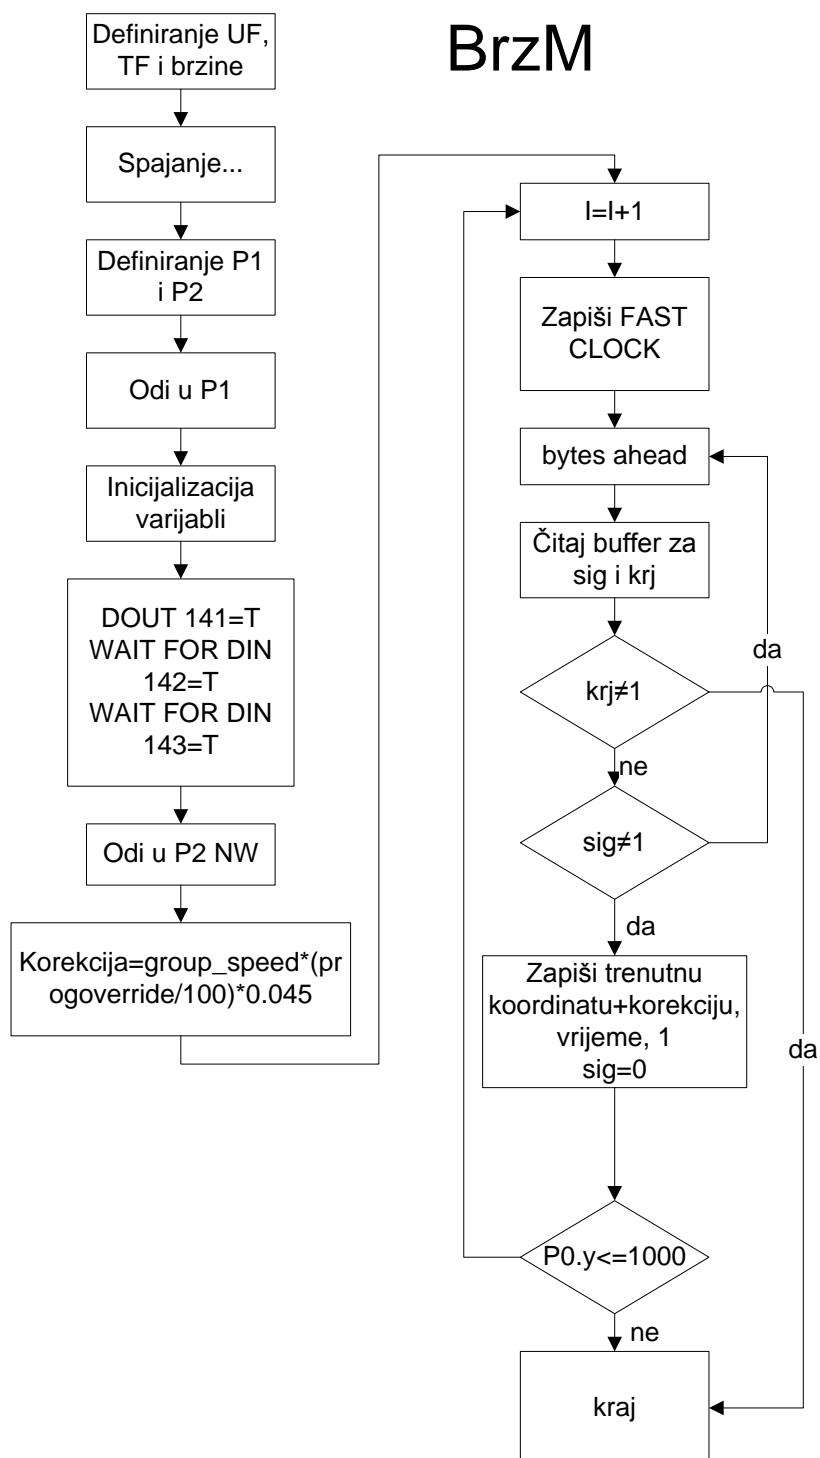 BrzM
Definiranje UF,
TF i brzine
Spajanje...
Definiranje P1
i P2
Odi u P1
Inicijalizacija
varijabli
DOUT 141=T
WAIT FOR DIN
142=T
WAIT FOR DIN
143=T
Odi u P2 NW
Korekcija=group_speed*(pr
ogoverride/100)*0.045
I=I+1
Zapiši FAST
CLOCK
bytes ahead
Čitaj buffer za
sig i krj
krj≠1
da
ne
sig≠1
da
Zapiši trenutnu
koordinatu+korekciju,
vrijeme, 1
sig=0
da
P0.y<=1000
ne
kraj